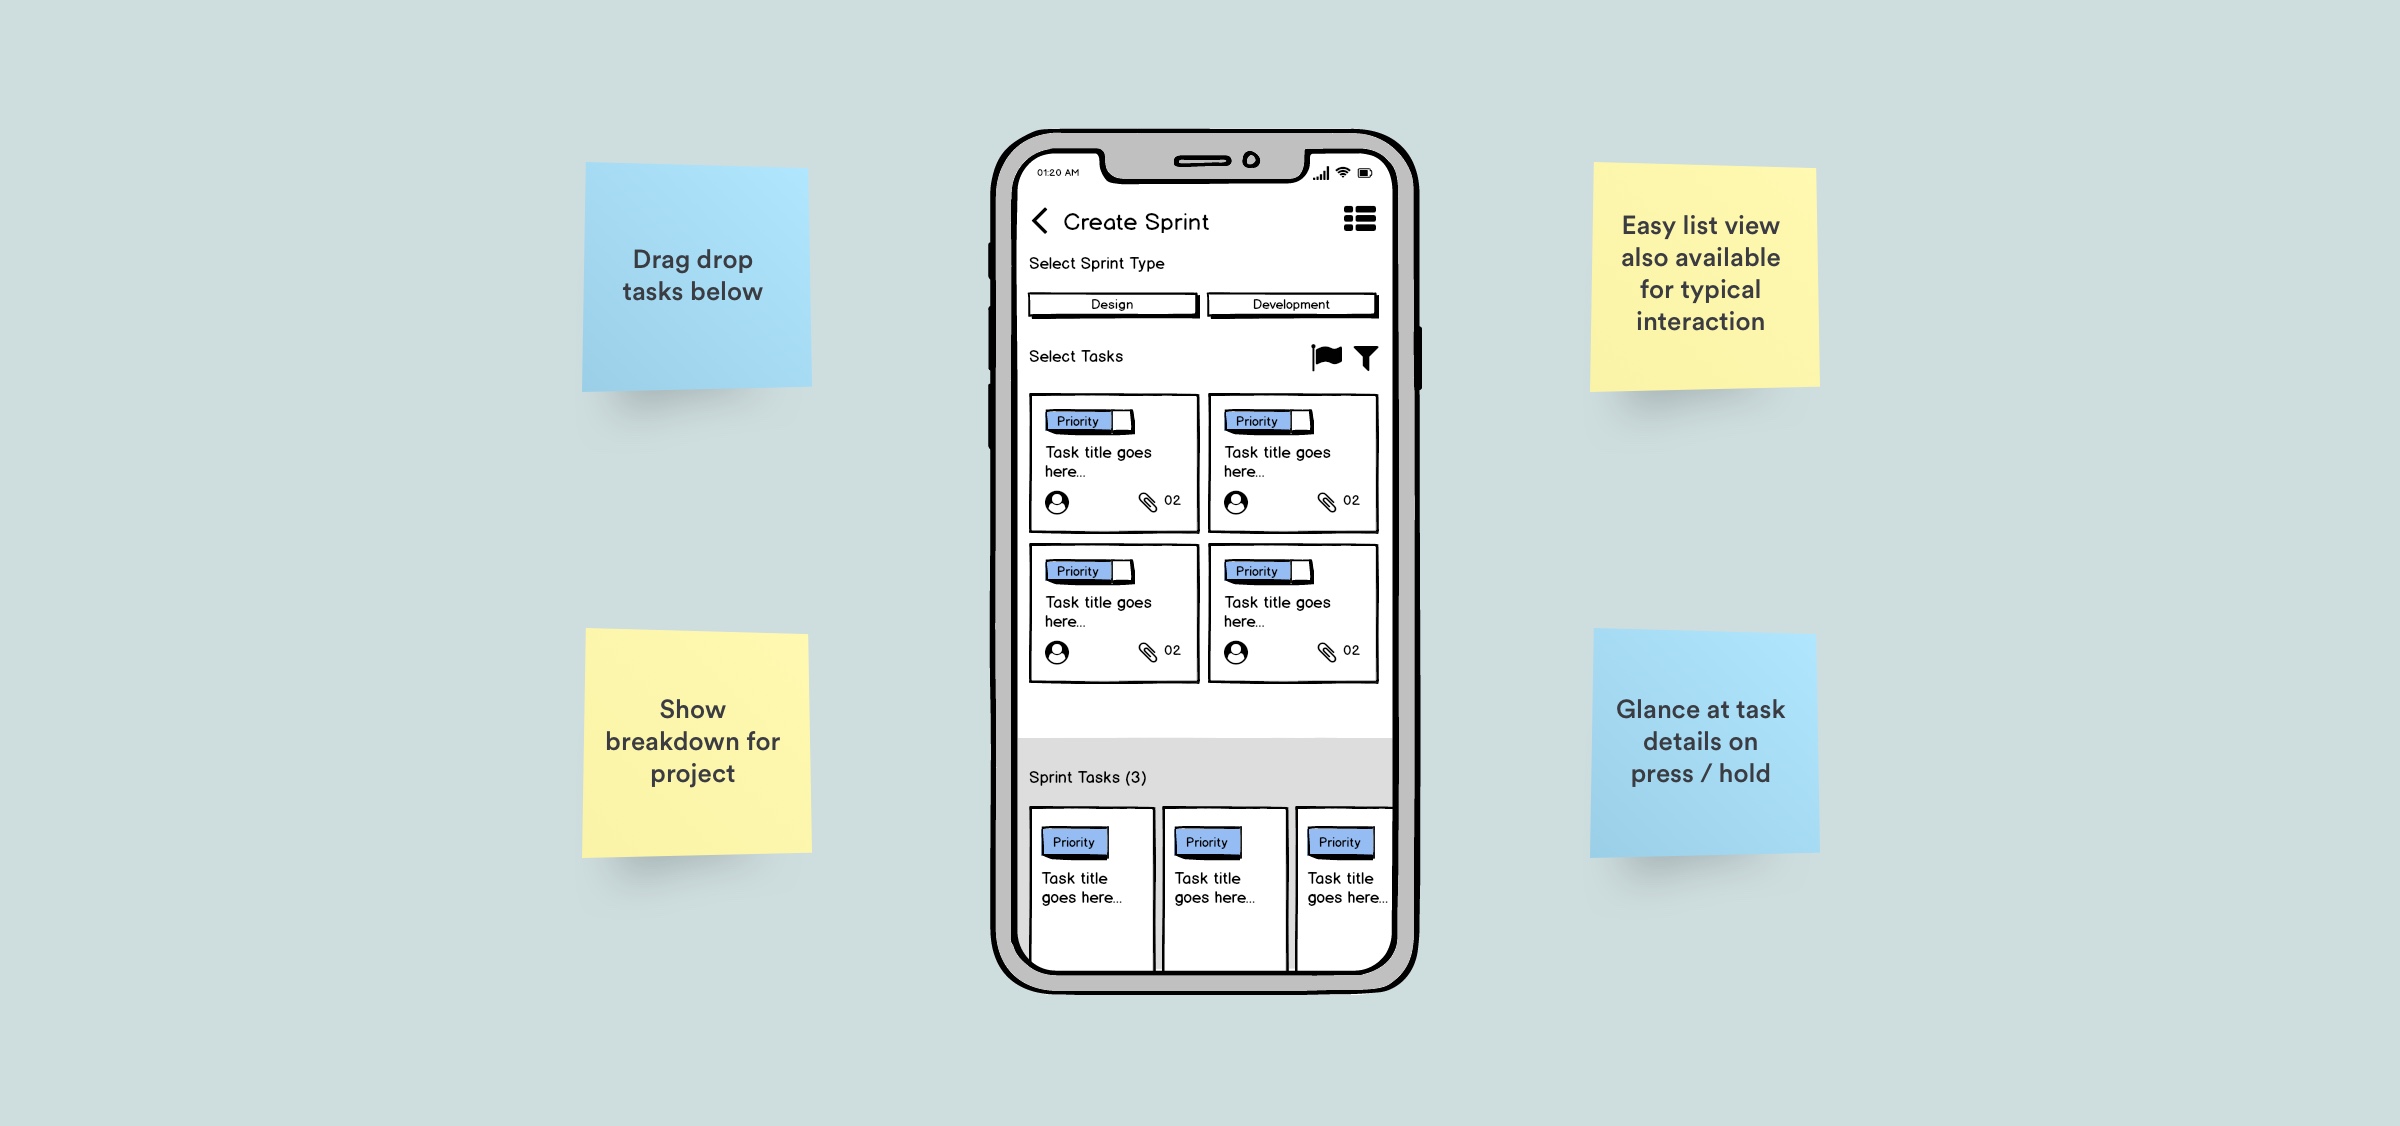 Drag drop
tasks below
Show
breakdown for
project
01:20 AM
Create Sprint
Select Sprint Type
Design
Development
Select Tasks
Priority
Task title goes
here...
02
Priority
Task title goes
here...
02
Priority
Task title goes
here...
02
Priority
Task title goes
here...
02
Sprint Tasks (3)
Priority
Task title
goes here...
Priority
Task title
goes here...
Priority
Task title
goes here...
Easy list view
also available
for typical
interaction
Glance at task
details on
press / hold